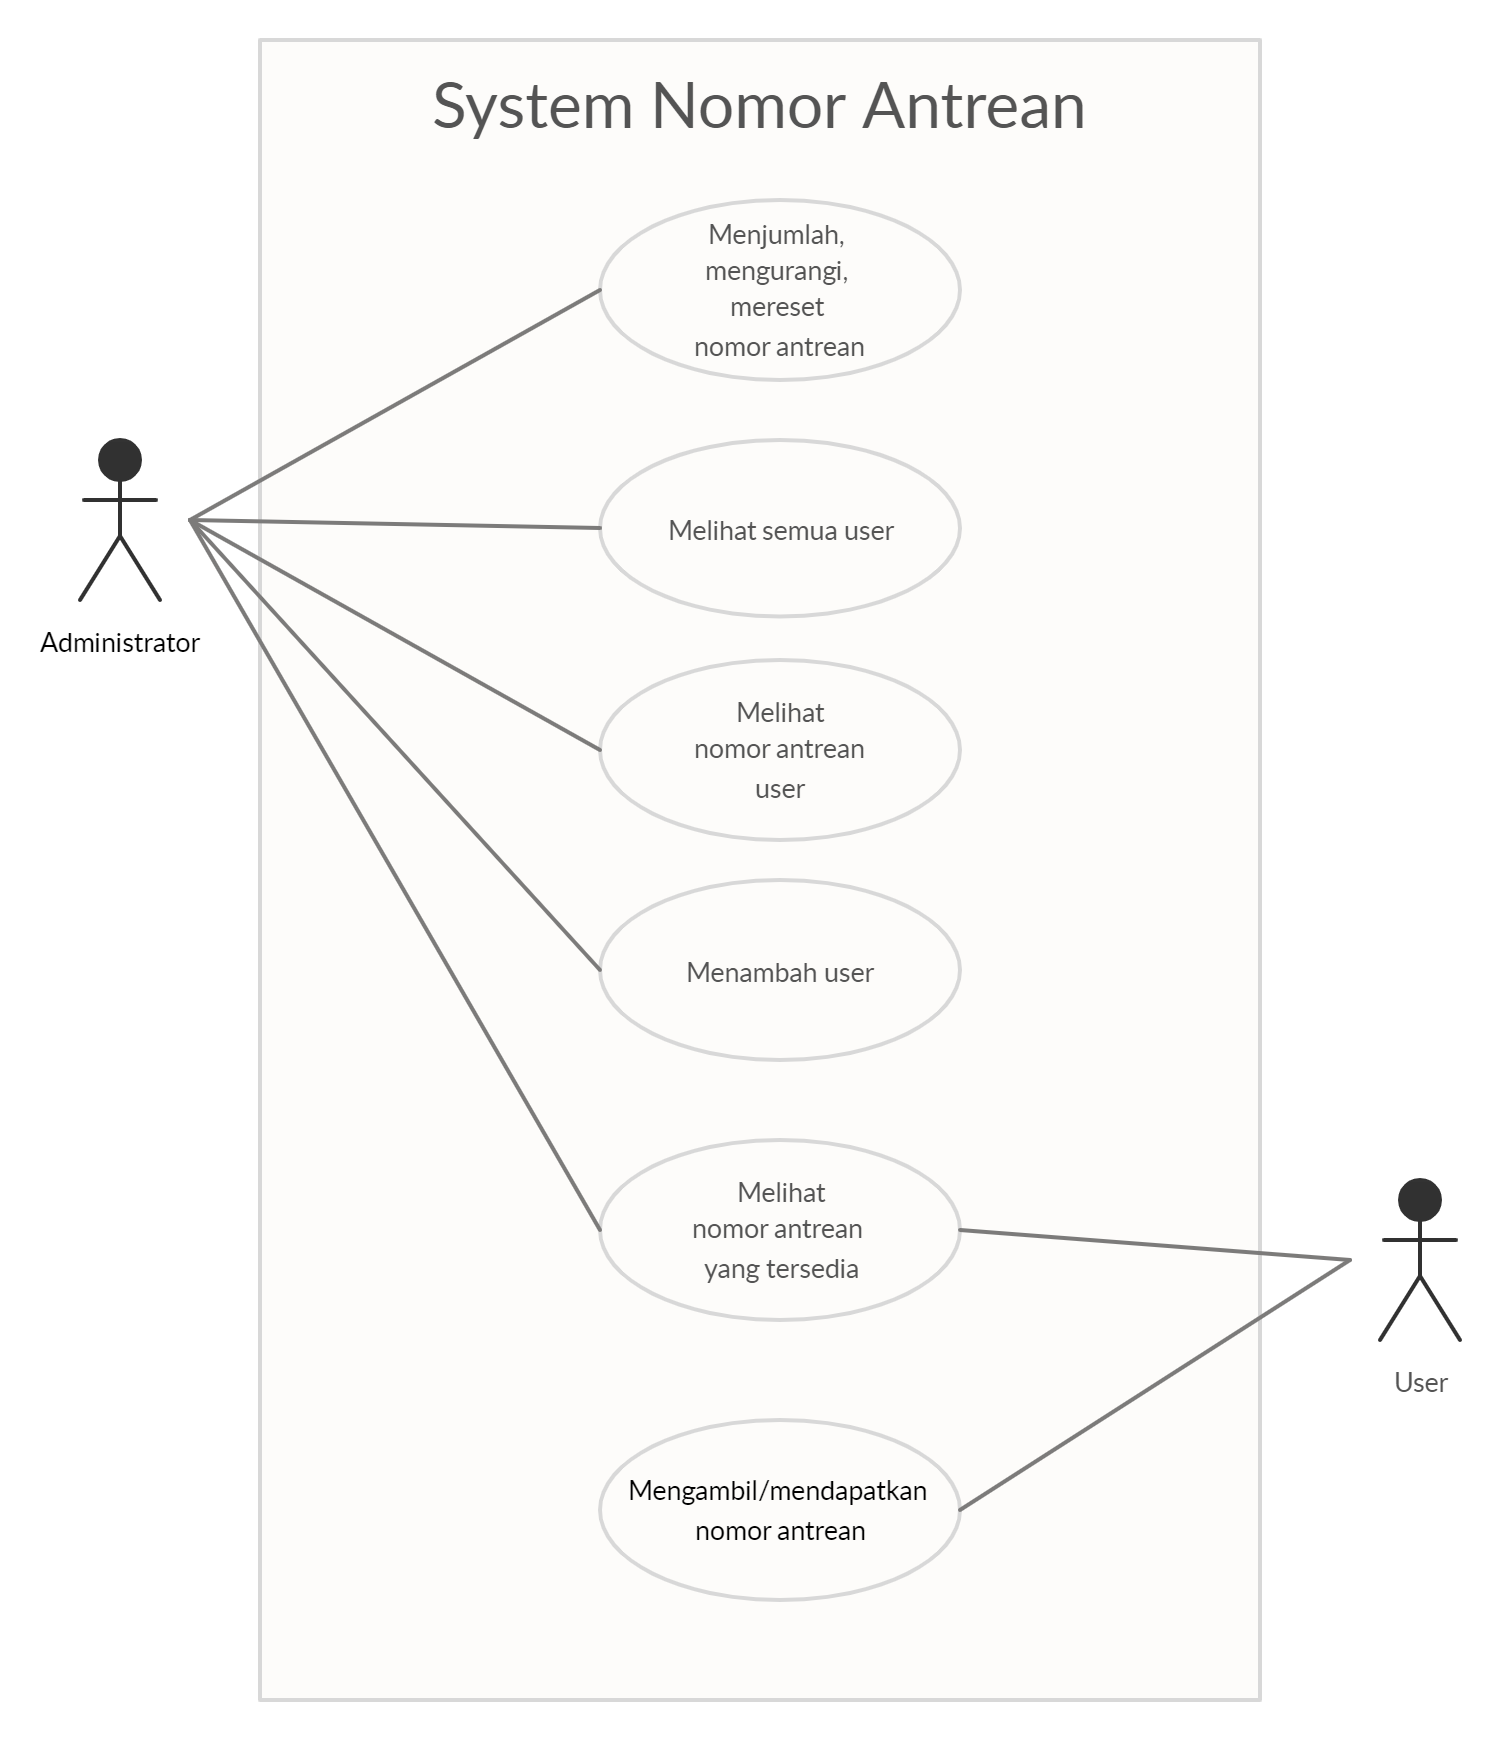 System Nomor Antrean
Menjumlah,
mengurangi,
mereset
nomor antrean
Melihat semua user
Administrator
Melihat
nomor antrean
user
Menambah user
Melihat
nomor antrean
yang tersedia
User
Mengambil/mendapatkan
nomor antrean